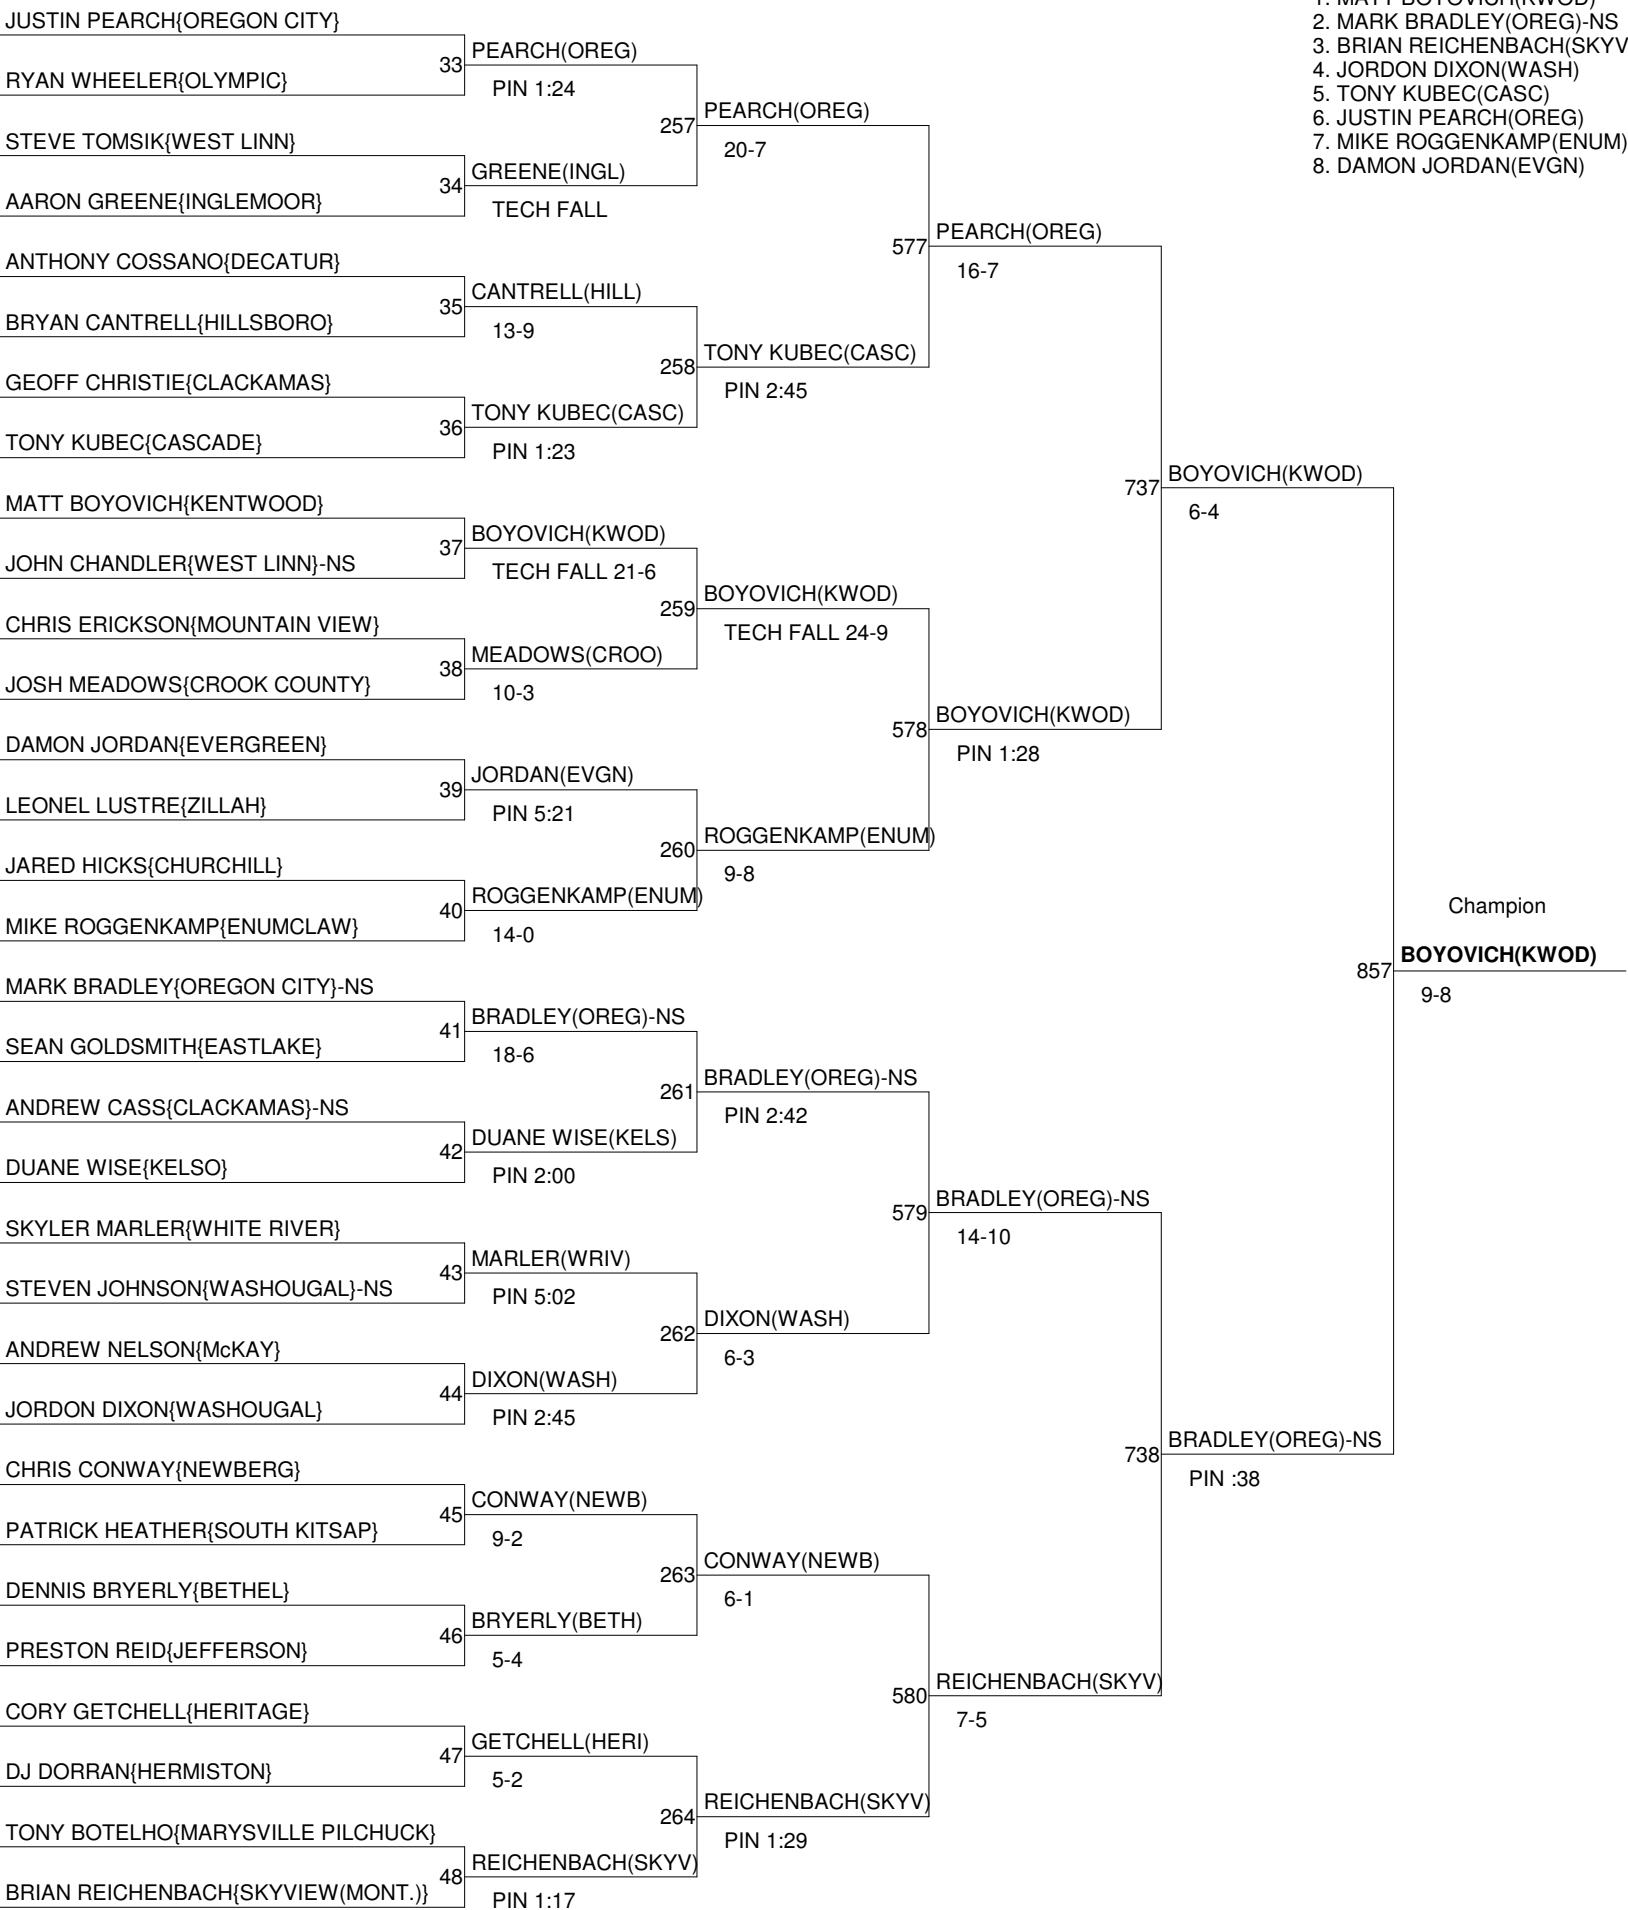 1. MATT BOYOVICH(KWOD)
2. MARK BRADLEY(OREG)-NS
3. BRIAN REICHENBACH(SKYV
4. JORDON DIXON(WASH)
5. TONY KUBEC(CASC)
6. JUSTIN PEARCH(OREG)
7. MIKE ROGGENKAMP(ENUM)
8. DAMON JORDAN(EVGN)
JUSTIN PEARCH{OREGON CITY}
RYAN WHEELER{OLYMPIC}
STEVE TOMSIK{WEST LINN}
AARON GREENE{INGLEMOOR}
ANTHONY COSSANO{DECATUR}
BRYAN CANTRELL{HILLSBORO}
GEOFF CHRISTIE{CLACKAMAS}
TONY KUBEC{CASCADE}
MATT BOYOVICH{KENTWOOD}
JOHN CHANDLER{WEST LINN}-NS
CHRIS ERICKSON{MOUNTAIN VIEW}
JOSH MEADOWS{CROOK COUNTY}
DAMON JORDAN{EVERGREEN}
LEONEL LUSTRE{ZILLAH}
JARED HICKS{CHURCHILL}
MIKE ROGGENKAMP{ENUMCLAW}
MARK BRADLEY{OREGON CITY}-NS
SEAN GOLDSMITH{EASTLAKE}
ANDREW CASS{CLACKAMAS}-NS
DUANE WISE{KELSO}
SKYLER MARLER{WHITE RIVER}
STEVEN JOHNSON{WASHOUGAL}-NS
ANDREW NELSON{McKAY}
JORDON DIXON{WASHOUGAL}
CHRIS CONWAY{NEWBERG}
PATRICK HEATHER{SOUTH KITSAP}
DENNIS BRYERLY{BETHEL}
PRESTON REID{JEFFERSON}
CORY GETCHELL{HERITAGE}
DJ DORRAN{HERMISTON}
TONY BOTELHO{MARYSVILLE PILCHUCK}
BRIAN REICHENBACH{SKYVIEW(MONT.)}
33 PEARCH(OREG)
PIN 1:24
34 GREENE(INGL)
TECH FALL
35 CANTRELL(HILL)
13-9
36 TONY KUBEC(CASC)
PIN 1:23
37 BOYOVICH(KWOD)
TECH FALL 21-6
38 MEADOWS(CROO)
10-3
39 JORDAN(EVGN)
PIN 5:21
40 ROGGENKAMP(ENUM)
14-0
41 BRADLEY(OREG)-NS
18-6
42 DUANE WISE(KELS)
PIN 2:00
43 MARLER(WRIV)
PIN 5:02
44 DIXON(WASH)
PIN 2:45
45 CONWAY(NEWB)
9-2
46 BRYERLY(BETH)
5-4
47 GETCHELL(HERI)
5-2
48 REICHENBACH(SKYV)
PIN 1:17
257 PEARCH(OREG)
20-7
258 TONY KUBEC(CASC)
PIN 2:45
259 BOYOVICH(KWOD)
TECH FALL 24-9
260 ROGGENKAMP(ENUM)
9-8
261 BRADLEY(OREG)-NS
PIN 2:42
262 DIXON(WASH)
6-3
263 CONWAY(NEWB)
6-1
264 REICHENBACH(SKYV)
PIN 1:29
577 PEARCH(OREG)
16-7
578 BOYOVICH(KWOD)
PIN 1:28
579 BRADLEY(OREG)-NS
14-10
580 REICHENBACH(SKYV)
7-5
737 BOYOVICH(KWOD)
6-4
738 BRADLEY(OREG)-NS
PIN :38
Champion
857 BOYOVICH(KWOD)
9-8